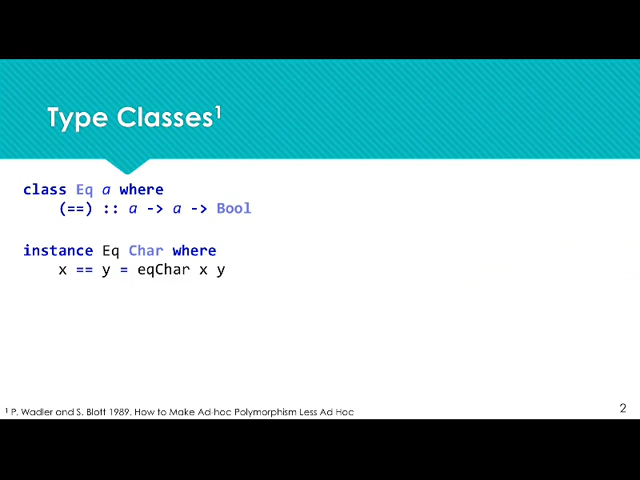 Type Classes¹
class Eq a where
(==) :: a -> a -> Bool
instance Eq Char where
x == y = eqChar x y
¹ P. Wadler and S. Blott 1989. How to Make Ad-hoc Polymorphism Less Ad Hoc
2